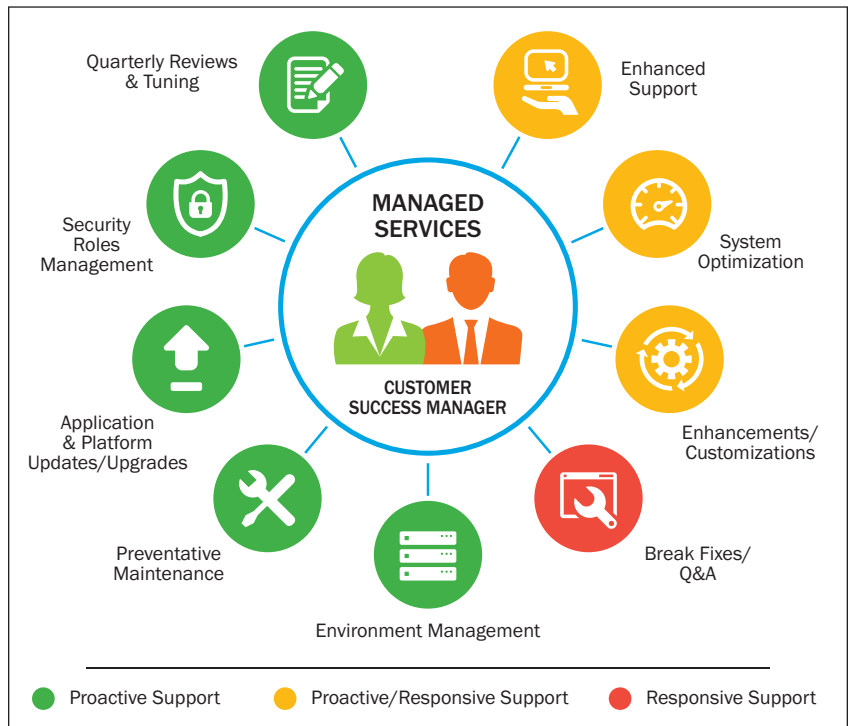 Quarterly Reviews
& Tuning
Enhanced
Support
MANAGED
SERVICES
Security
Roles
Management
System
Optimization
CUSTOMER
SUCCESS MANAGER
Application
& Platform
Updates/Upgrades
Enhancements/
Customizations
Preventative
Maintenance
Break Fixes/
Q&A
Environment Management
Proactive Support
Proactive/Responsive Support
Responsive Support